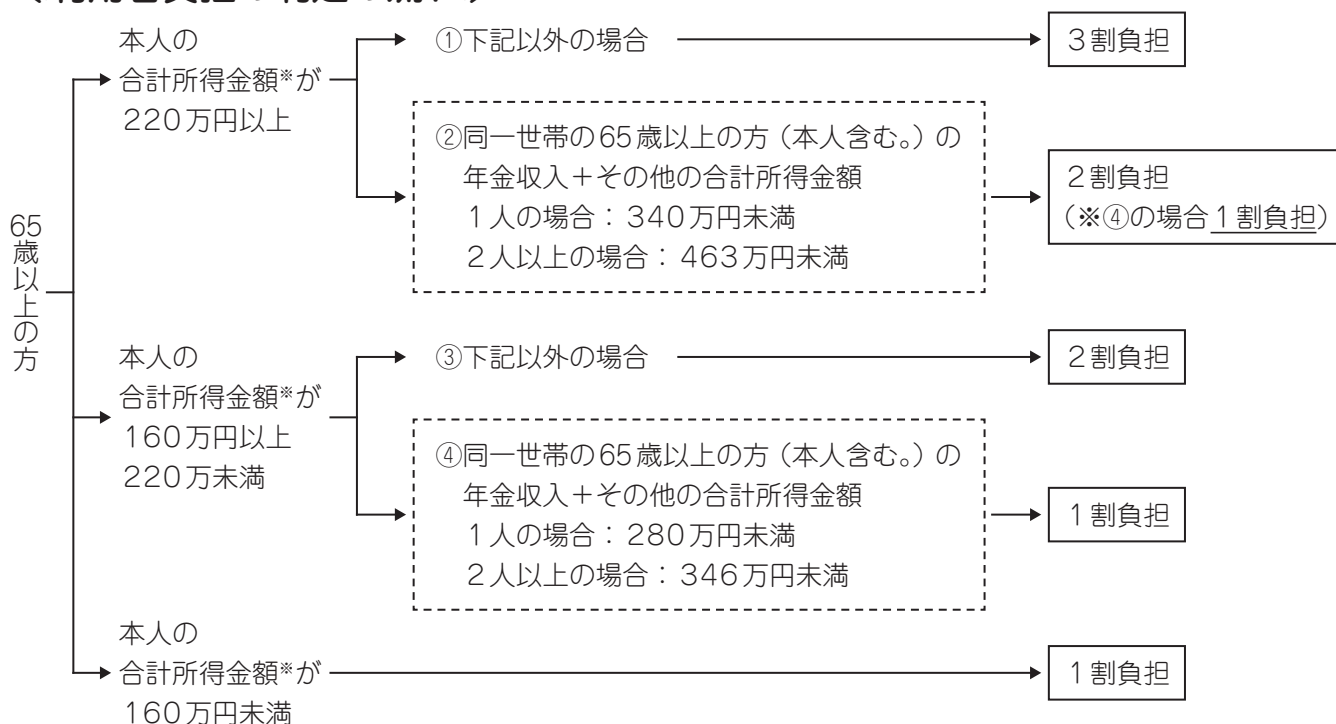 本人の
合計所得金額※が
220万円以上
①下記以外の場合
3割負担
②同一世帯の65歳以上の方（本人含む。）の
年金収入＋その他の合計所得金額
1人の場合：340万円未満
2人以上の場合：463万円未満
2割負担
（※④の場合1割負担）
65歳以上の方
本人の
合計所得金額※が
160万円以上
220万未満
③下記以外の場合
2割負担
④同一世帯の65歳以上の方（本人含む。）の
年金収入＋その他の合計所得金額
1人の場合：280万円未満
2人以上の場合：346万円未満
1割負担
本人の
合計所得金額※が
160万円未満
1割負担